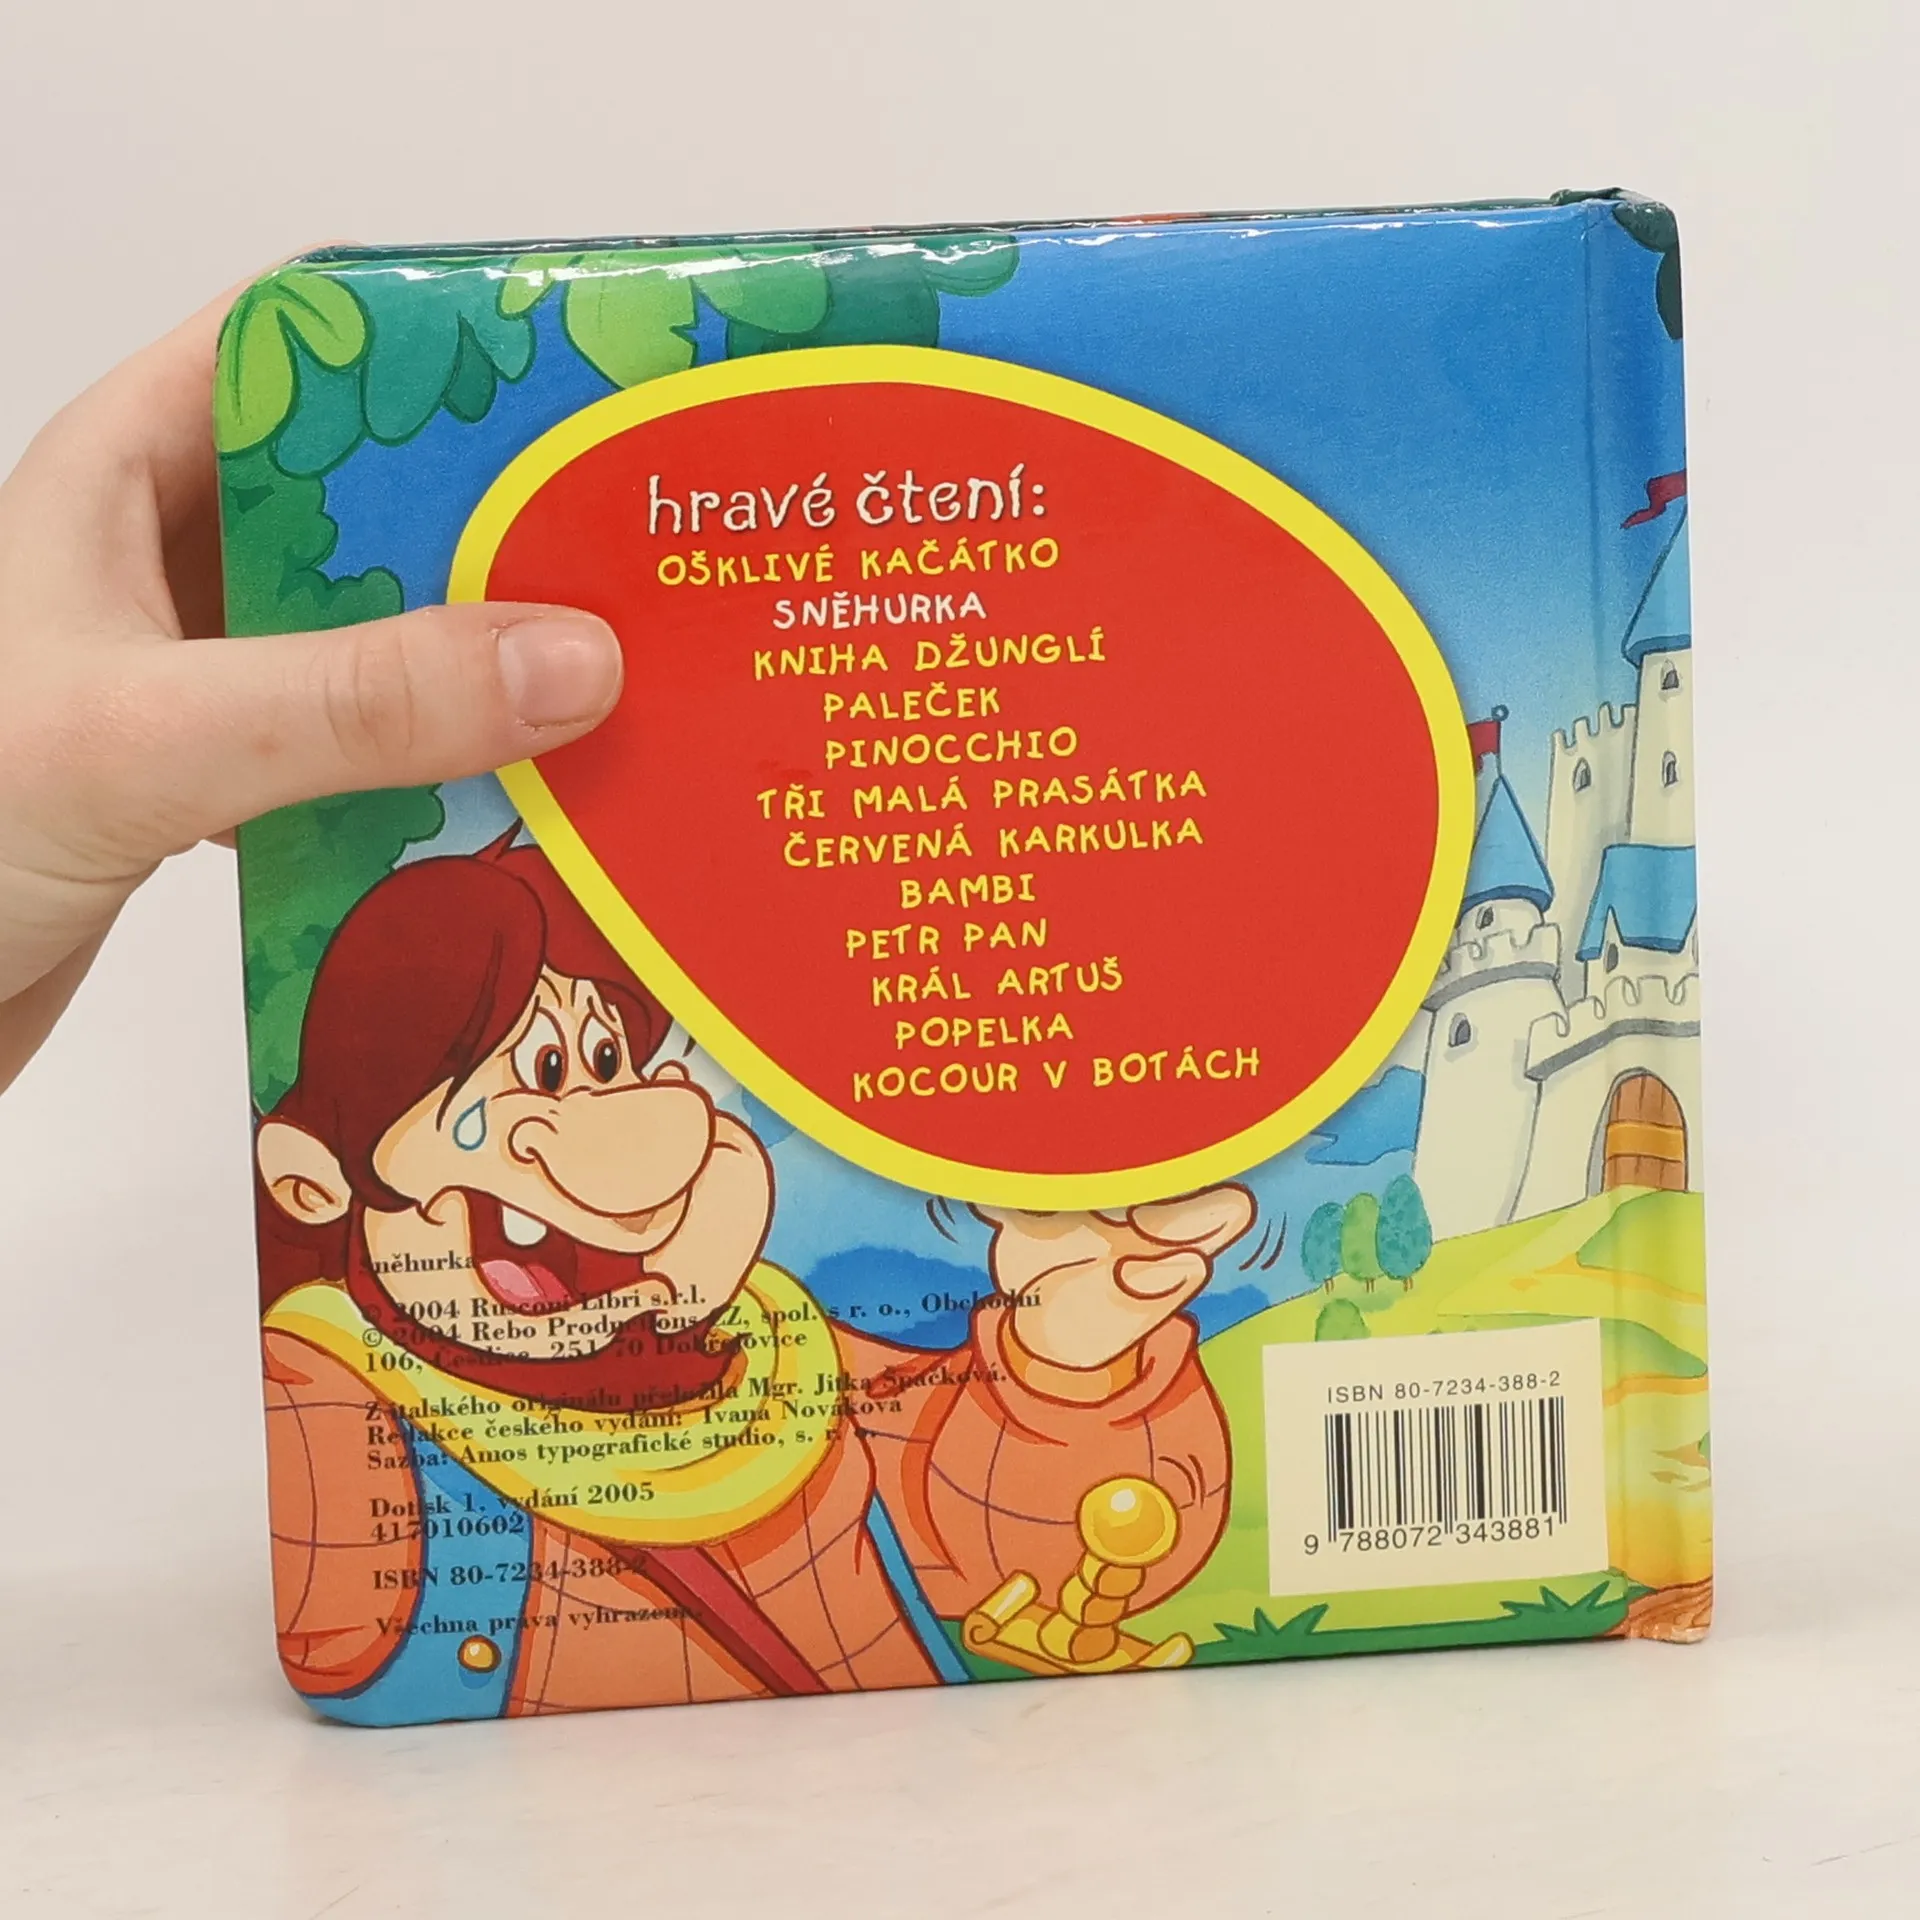 hravé čtení:
OŠKLIVÉ KAČÁTKO
SNĚHURKA
KNIHA DŽUNGLÍ
PALEČEK
PINOCCHIO
TŘI MALÁ PRASÁTKA
ČERVENÁ KARKULKA
BAMBI
PETR PAN
KRÁL ARTUŠ
POPELKA
KOCOUR V BOTÁCH
Sněhurka
© 2004 Rusconi Libri s.r.l.
© 2004 Rebo Productions CZ, spol. s r. o., Obchodní
106, Čestlice, 251 70 Dobřejovice
Z italského originálu přeložila Mgr. Jitka Špačková.
Redakce českého vydání: Ivana Nováková
Sazba: Amos typografické studio, s. r. o.
Dotisk 1. vydání 2005
417010602
ISBN 80-7234-388-2
Všechna práva vyhrazena.
ISBN 80-7234-388-2
9 788072 343881